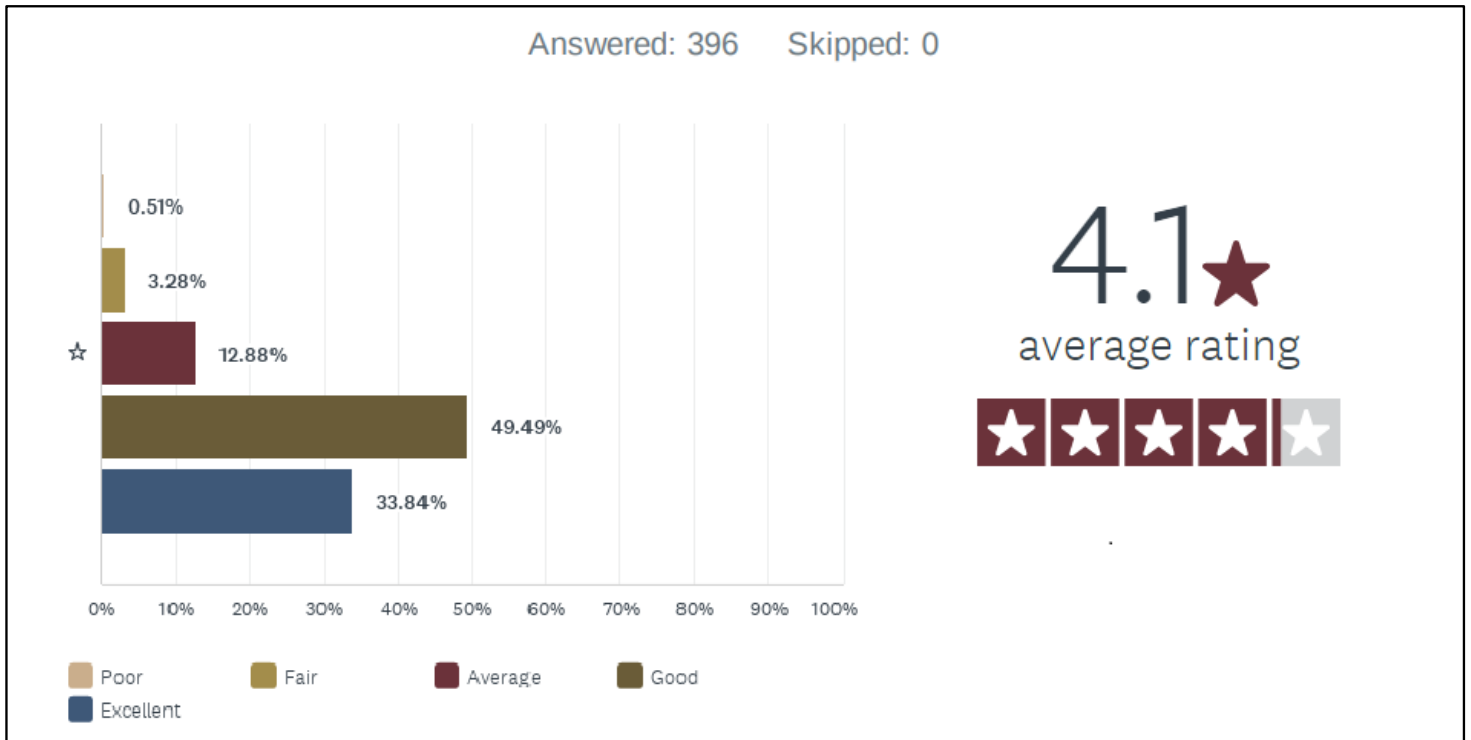 Answered: 396 Skipped: 0
0.51%
3.28%
12.88%
49.49%
33.84%
0% 10% 20% 30% 40% 50% 60% 70% 80% 90% 100%
Poor Fair Average Good
Excellent
4.1
average rating